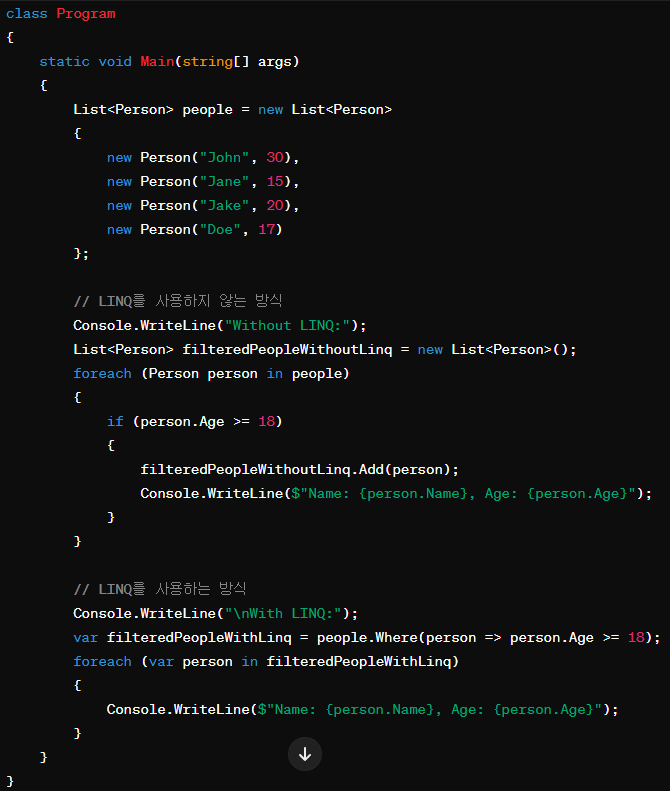 class Program
{
    static void Main(string[] args)
    {
        List<Person> people = new List<Person>
        {
            new Person("John", 30),
            new Person("Jane", 15),
            new Person("Jake", 20),
            new Person("Doe", 17)
        };

        // LINQ를 사용하지 않는 방식
        Console.WriteLine("Without LINQ:");
        List<Person> filteredPeopleWithoutLinq = new List<Person>();
        foreach (Person person in people)
        {
            if (person.Age >= 18)
            {
                filteredPeopleWithoutLinq.Add(person);
                Console.WriteLine($"Name: {person.Name}, Age: {person.Age}");
            }
        }

        // LINQ를 사용하는 방식
        Console.WriteLine("\nWith LINQ:");
        var filteredPeopleWithLinq = people.Where(person => person.Age >= 18);
        foreach (var person in filteredPeopleWithLinq)
        {
            Console.WriteLine($"Name: {person.Name}, Age: {person.Age}");
        }
    }
}